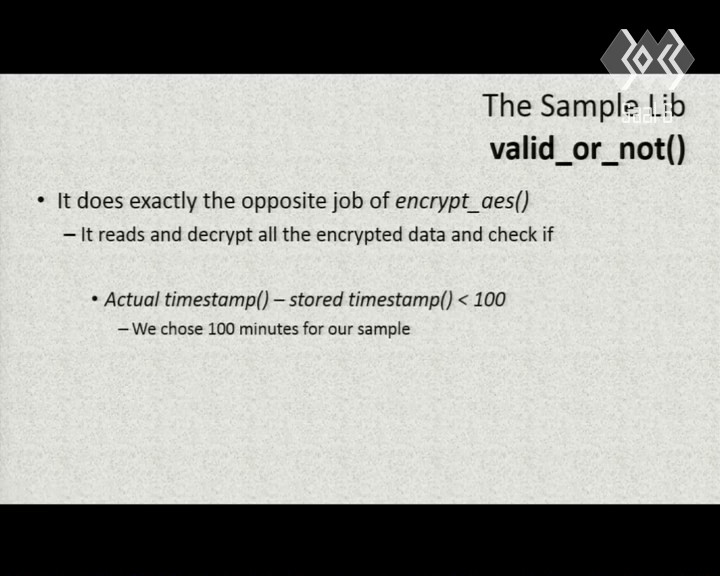 The Sample Lib
valid_or_not()
• It does exactly the opposite job of encrypt_aes()
– It reads and decrypt all the encrypted data and check if
• Actual timestamp() – stored timestamp() < 100
– We chose 100 minutes for our sample